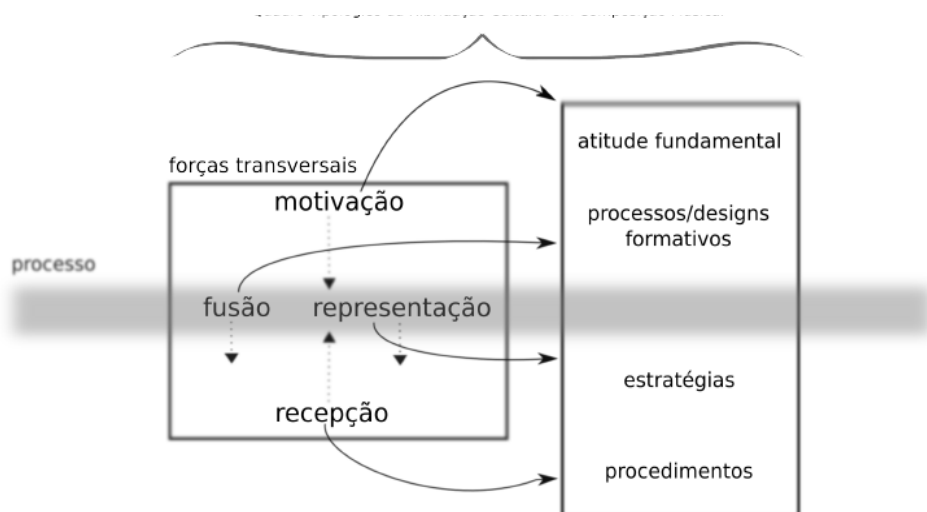 forças transversais
motivação
atitude fundamental
processos/designs
formativos
processo
fusão representação
estratégias
recepção
procedimentos